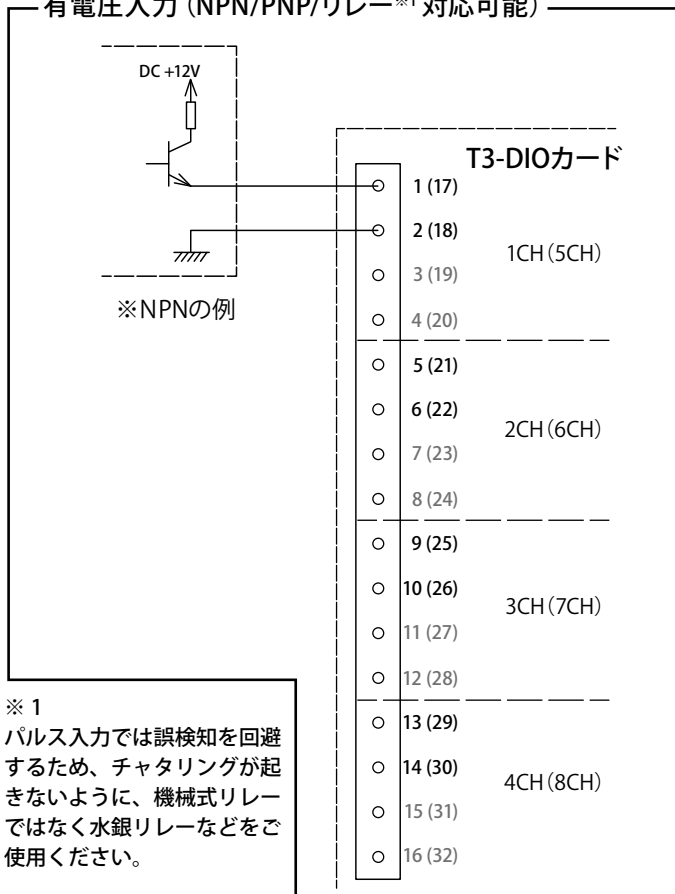 有電圧入力（NPN/PNP/リレー※1 対応可能）
DC +12V
T3-DIOカード
1 (17)
2 (18)
1CH（5CH）
3 (19)
※NPNの例
4 (20)
5 (21)
6 (22)
2CH（6CH）
7 (23)
8 (24)
9 (25)
10 (26)
3CH（7CH）
11 (27)
12 (28)
※ 1
パルス入力では誤検知を回避
するため、チャタリングが起
きないように、機械式リレー
ではなく水銀リレーなどをご
使用ください。
13 (29)
14 (30)
4CH（8CH）
15 (31)
16 (32)